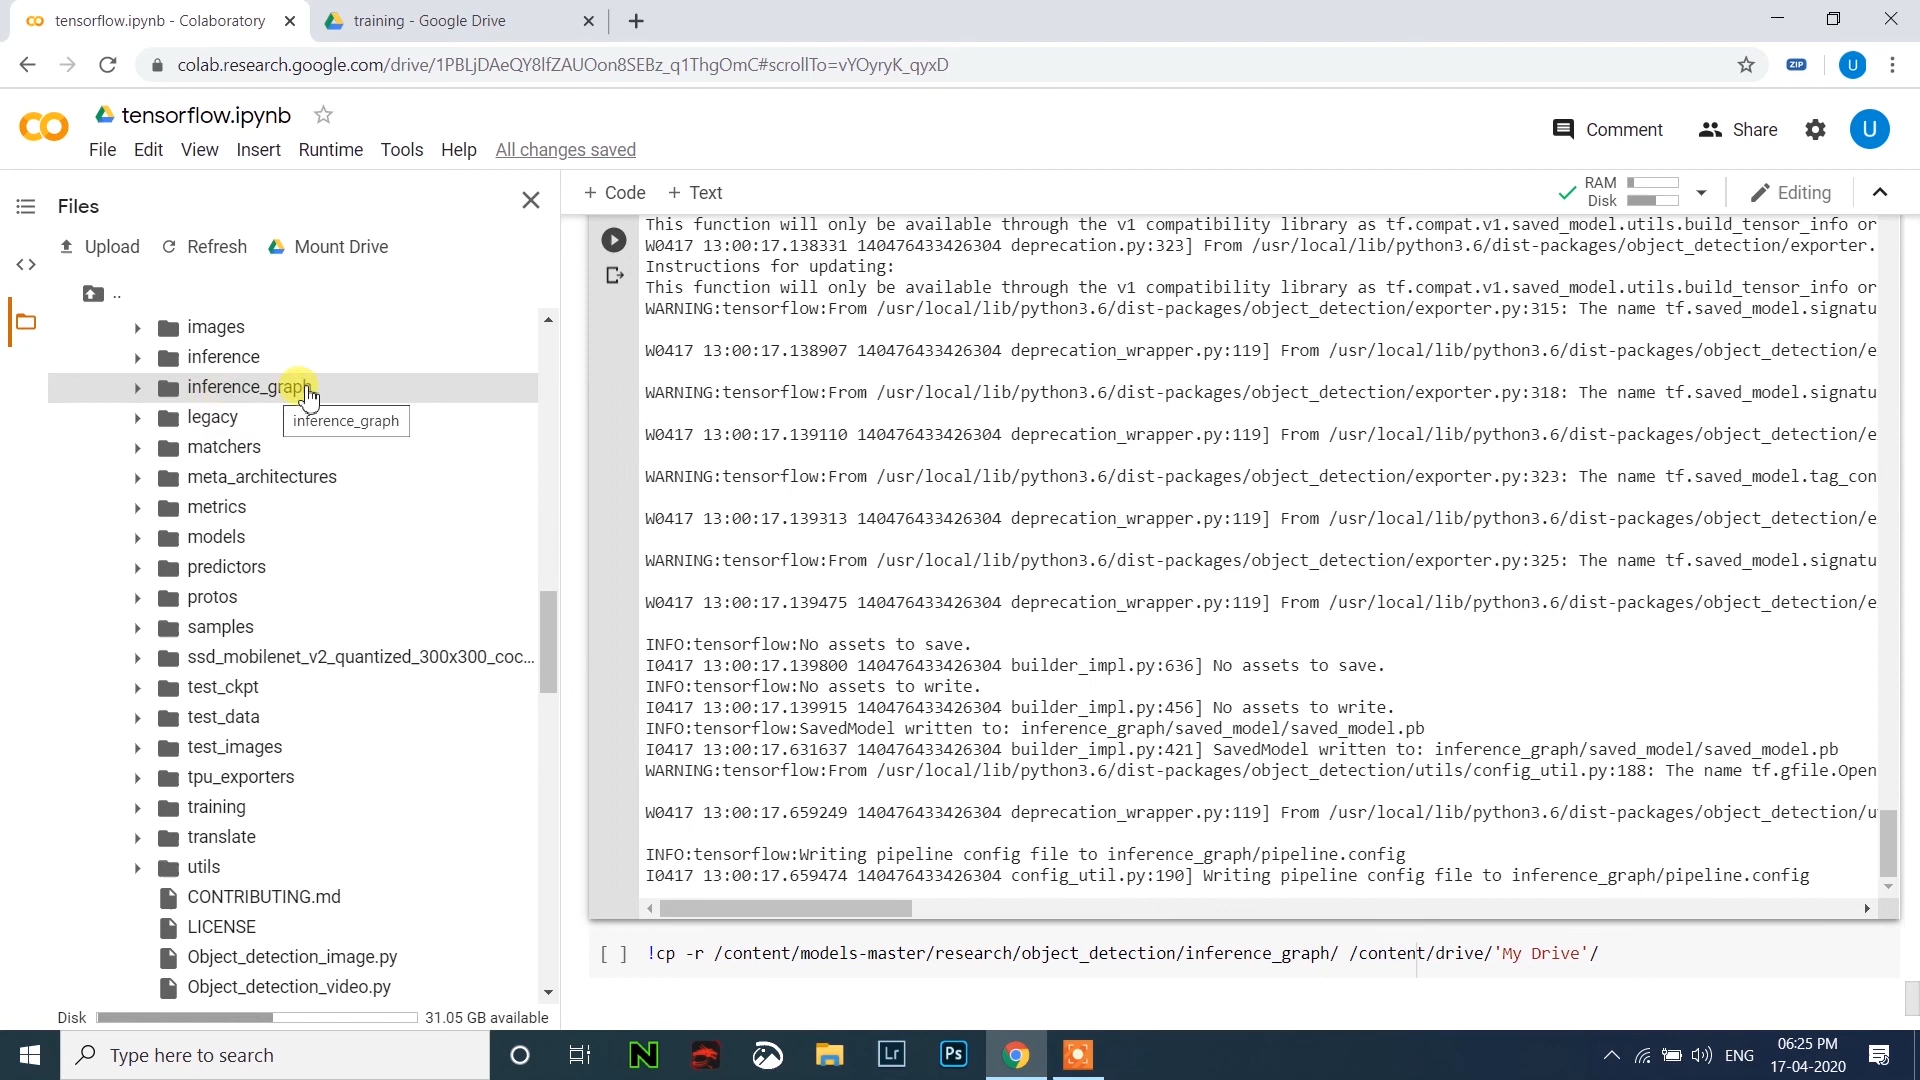 tensorflow.ipynb - Colaboratory
training - Google Drive
colab.research.google.com/drive/1PBLjDAeQY8lfZAUOon8SEBz_q1ThgOmC#scrollTo=vYOyryK_qyxD
ZIP
U
tensorflow.ipynb
Comment
Share
U
File Edit View Insert Runtime Tools Help All changes saved
Files
+ Code + Text
RAM
Disk
Editing
Upload Refresh Mount Drive
..
images
inference
inference_graph
inference_graph
legacy
matchers
meta_architectures
metrics
models
predictors
protos
samples
ssd_mobilenet_v2_quantized_300x300_coc...
test_ckpt
test_data
test_images
tpu_exporters
training
translate
utils
CONTRIBUTING.md
LICENSE
Object_detection_image.py
Object_detection_video.py
Disk 31.05 GB available
This function will only be available through the v1 compatibility library as tf.compat.v1.saved_model.utils.build_tensor_info or
W0417 13:00:17.138331 140476433426304 deprecation.py:323] From /usr/local/lib/python3.6/dist-packages/object_detection/exporter.
Instructions for updating:
This function will only be available through the v1 compatibility library as tf.compat.v1.saved_model.utils.build_tensor_info or
WARNING:tensorflow:From /usr/local/lib/python3.6/dist-packages/object_detection/exporter.py:315: The name tf.saved_model.signatu
W0417 13:00:17.138907 140476433426304 deprecation_wrapper.py:119] From /usr/local/lib/python3.6/dist-packages/object_detection/e
WARNING:tensorflow:From /usr/local/lib/python3.6/dist-packages/object_detection/exporter.py:318: The name tf.saved_model.signatu
W0417 13:00:17.139110 140476433426304 deprecation_wrapper.py:119] From /usr/local/lib/python3.6/dist-packages/object_detection/e
WARNING:tensorflow:From /usr/local/lib/python3.6/dist-packages/object_detection/exporter.py:323: The name tf.saved_model.tag_con
W0417 13:00:17.139313 140476433426304 deprecation_wrapper.py:119] From /usr/local/lib/python3.6/dist-packages/object_detection/e
WARNING:tensorflow:From /usr/local/lib/python3.6/dist-packages/object_detection/exporter.py:325: The name tf.saved_model.signatu
W0417 13:00:17.139475 140476433426304 deprecation_wrapper.py:119] From /usr/local/lib/python3.6/dist-packages/object_detection/e
INFO:tensorflow:No assets to save.
I0417 13:00:17.139800 140476433426304 builder_impl.py:636] No assets to save.
INFO:tensorflow:No assets to write.
I0417 13:00:17.139915 140476433426304 builder_impl.py:456] No assets to write.
INFO:tensorflow:SavedModel written to: inference_graph/saved_model/saved_model.pb
I0417 13:00:17.631637 140476433426304 builder_impl.py:421] SavedModel written to: inference_graph/saved_model/saved_model.pb
WARNING:tensorflow:From /usr/local/lib/python3.6/dist-packages/object_detection/utils/config_util.py:188: The name tf.gfile.Open
W0417 13:00:17.659249 140476433426304 deprecation_wrapper.py:119] From /usr/local/lib/python3.6/dist-packages/object_detection/u
INFO:tensorflow:Writing pipeline config file to inference_graph/pipeline.config
I0417 13:00:17.659474 140476433426304 config_util.py:190] Writing pipeline config file to inference_graph/pipeline.config
[ ] !cp -r /content/models-master/research/object_detection/inference_graph/ /content/drive/'My Drive'/
Type here to search
Lr
Ps
ENG
06:25 PM
17-04-2020